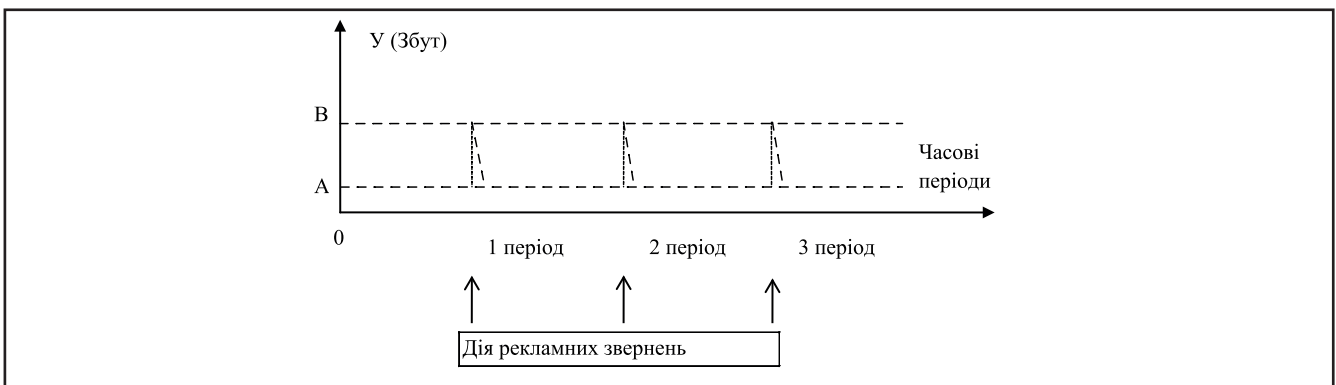 У (Збут)
В
Часові
періоди
А
0
1 період 2 період 3 період
Дія рекламних звернень